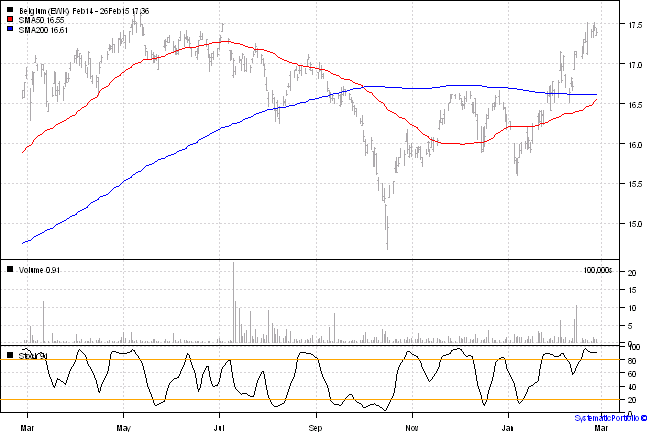 Belgium (EWK) Feb14 - 26Feb15 17.36
SMA50 16.55
SMA200 16.61
17.5
17.0
16.5
16.0
15.5
15.0
Volume 0.91
100,000s
20
15
10
5
0
100
80
60
40
20
0
Mar May Jul Sep Nov Jan Mar
SystematicPortfolio ©